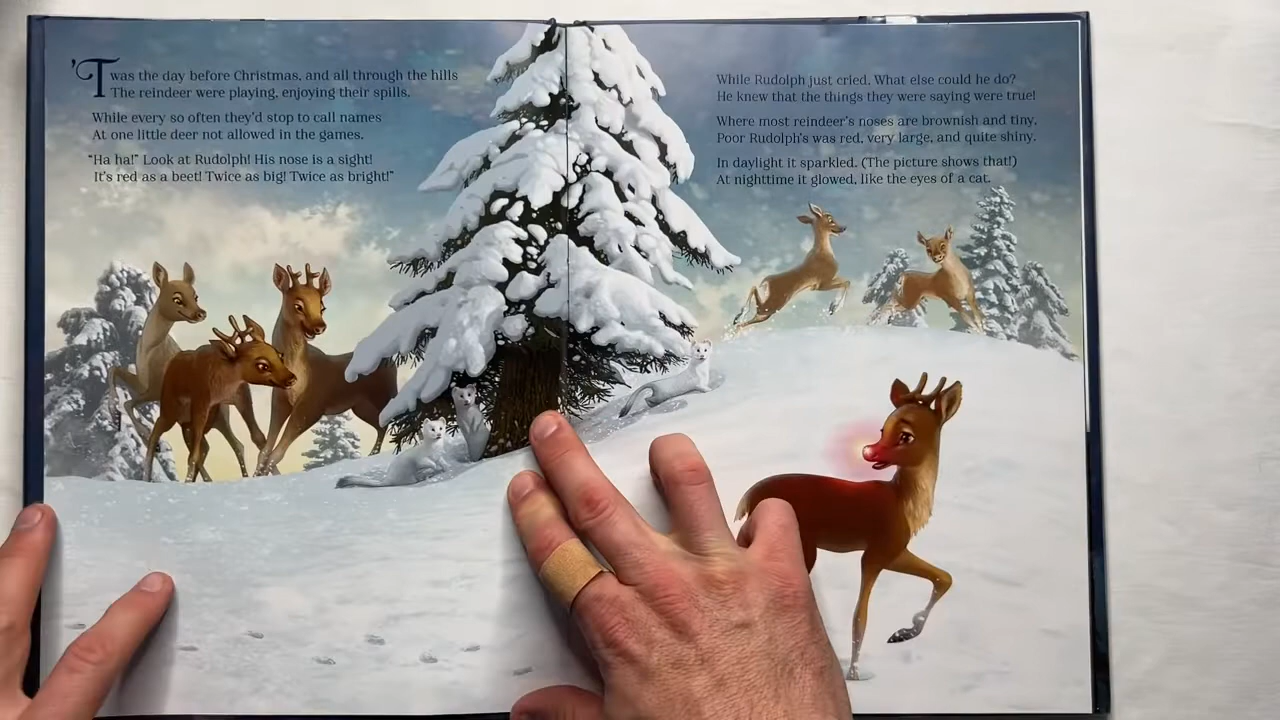 'Twas the day before Christmas, and all through the hills
The reindeer were playing, enjoying their spills.
While every so often they'd stop to call names
At one little deer not allowed in the games.
“Ha ha!” Look at Rudolph! His nose is a sight!
It's red as a beet! Twice as big! Twice as bright!”
While Rudolph just cried. What else could he do?
He knew that the things they were saying were true!
Where most reindeer's noses are brownish and tiny,
Poor Rudolph's was red, very large, and quite shiny.
In daylight it sparkled. (The picture shows that!)
At nighttime it glowed, like the eyes of a cat.